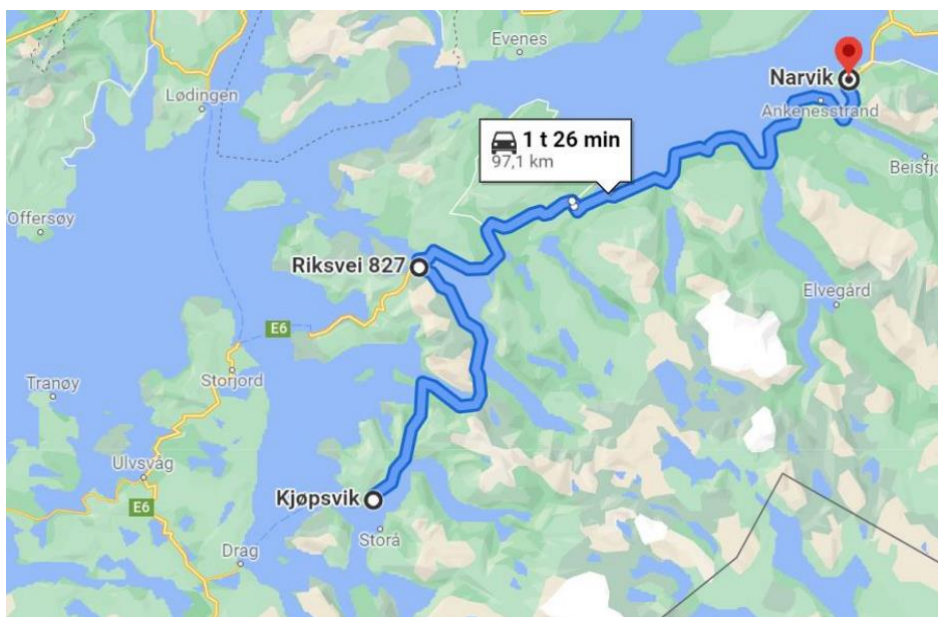 Evenes
Narvik
Lødingen
Ankenesstrand
1 t 26 min
97,1 km
Offersøy
Riksvei 827
Elvegård
E6
Storjord
Tranøy
Ulvsvåg
Kjøpsvik
E6
Storå
Drag